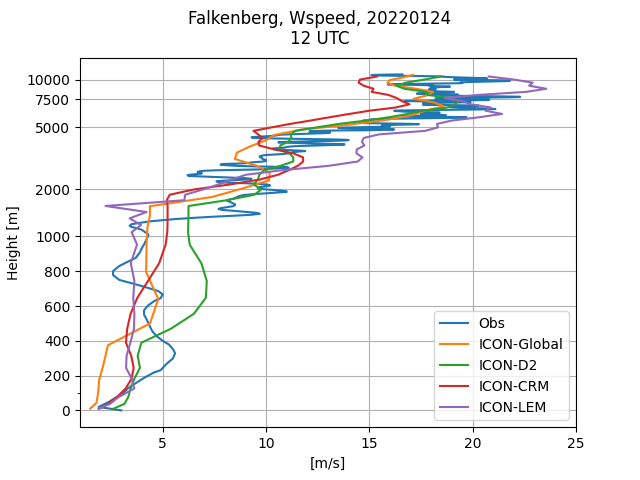 Falkenberg, Wspeed, 20220124
12 UTC
Height [m]
10000
7500
5000
2000
1000
800
600
400
200
0
Obs
ICON-Global
ICON-D2
ICON-CRM
ICON-LEM
5 10 15 20 25
[m/s]